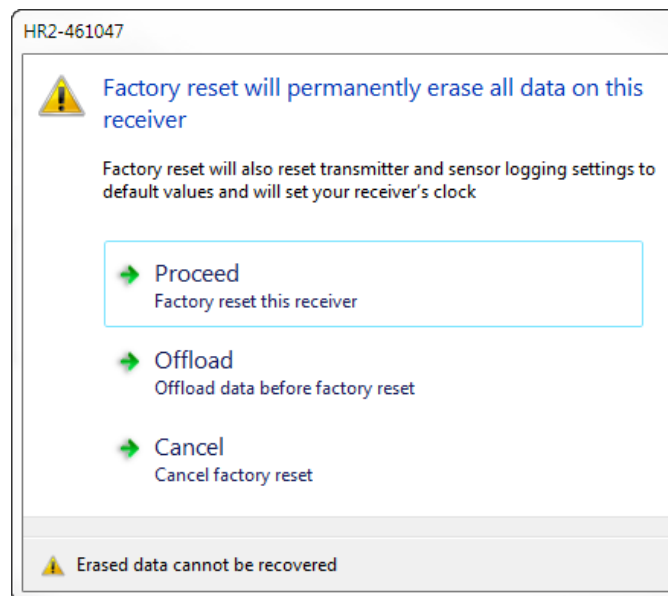 HR2-461047
Factory reset will permanently erase all data on this
receiver
Factory reset will also reset transmitter and sensor logging settings to
default values and will set your receiver's clock
Proceed
Factory reset this receiver
Offload
Offload data before factory reset
Cancel
Cancel factory reset
Erased data cannot be recovered